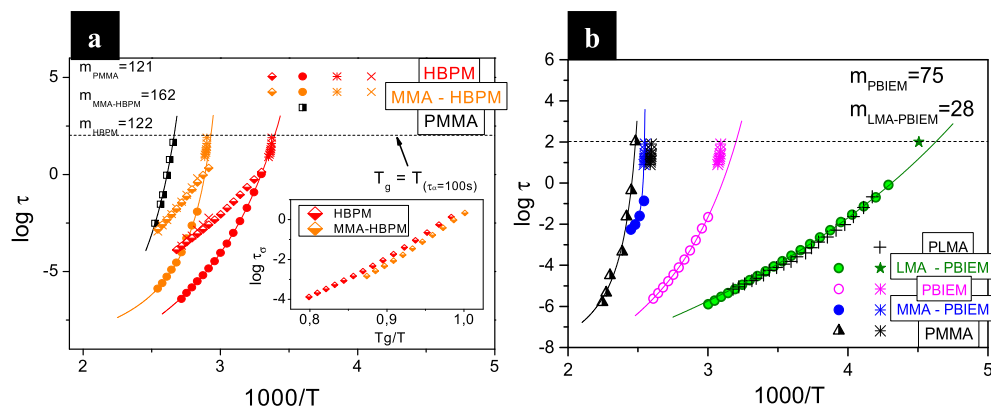 a
m_PMMA=121
m_MMA-HBPM=162
m_HBPM=122
HBPM
MMA - HBPM
PMMA
T_g = T_(τα=100s)
HBPM
MMA-HBPM
log τσ
0
-2
-4
0,8
0,9
1,0
Tg/T
log τ
5
0
-5
2
3
4
5
1000/T
b
m_PBIEM=75
m_LMA-PBIEM=28
PLMA
LMA - PBIEM
PBIEM
MMA - PBIEM
PMMA
log τ
6
4
2
0
-2
-4
-6
-8
2
3
4
5
1000/T